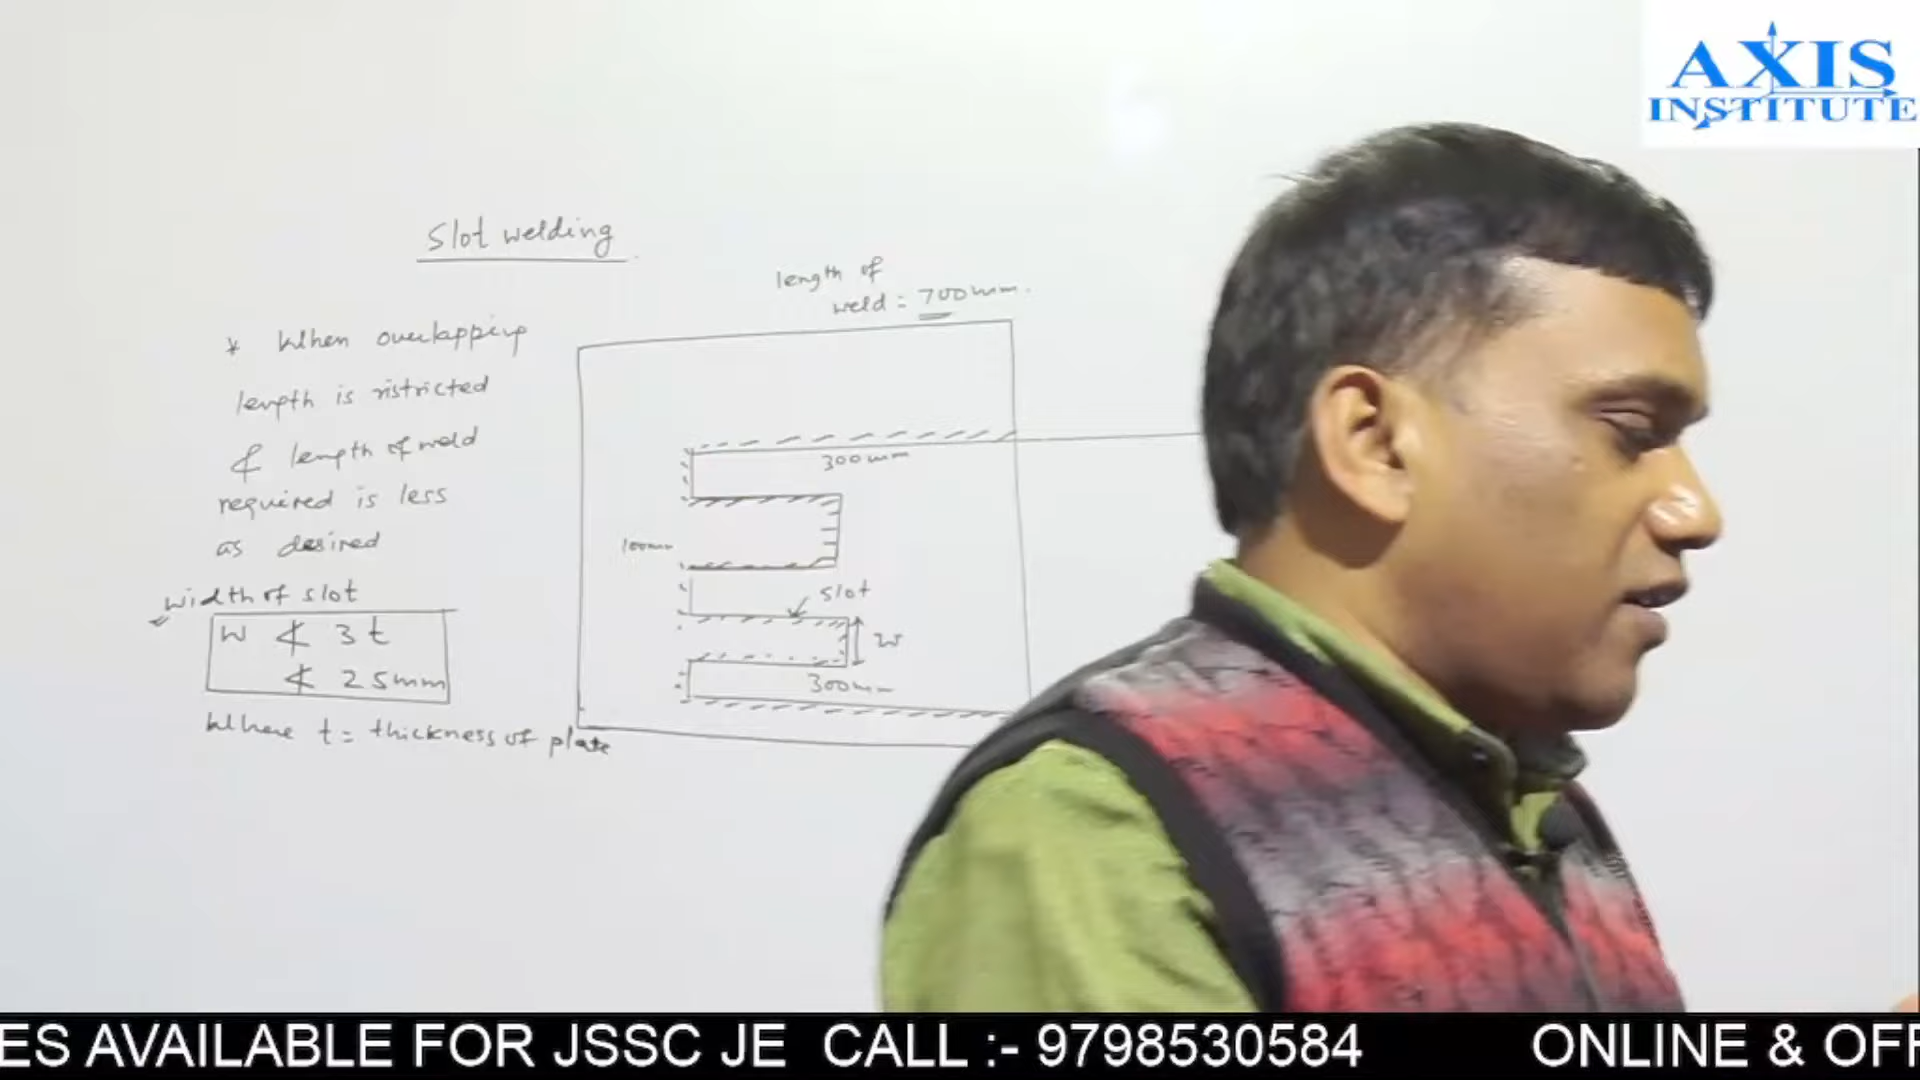 AXIS
INSTITUTE
Slot welding
length of
weld = 700mm.
* When overlapping
length is ristricted
& length of weld
required is less
as desired
width of slot
W ≮ 3t
≮ 25mm
Where t = thickness of plate
300mm
100mm
slot
W
300mm
ES AVAILABLE FOR JSSC JE CALL :- 9798530584 ONLINE & OFF